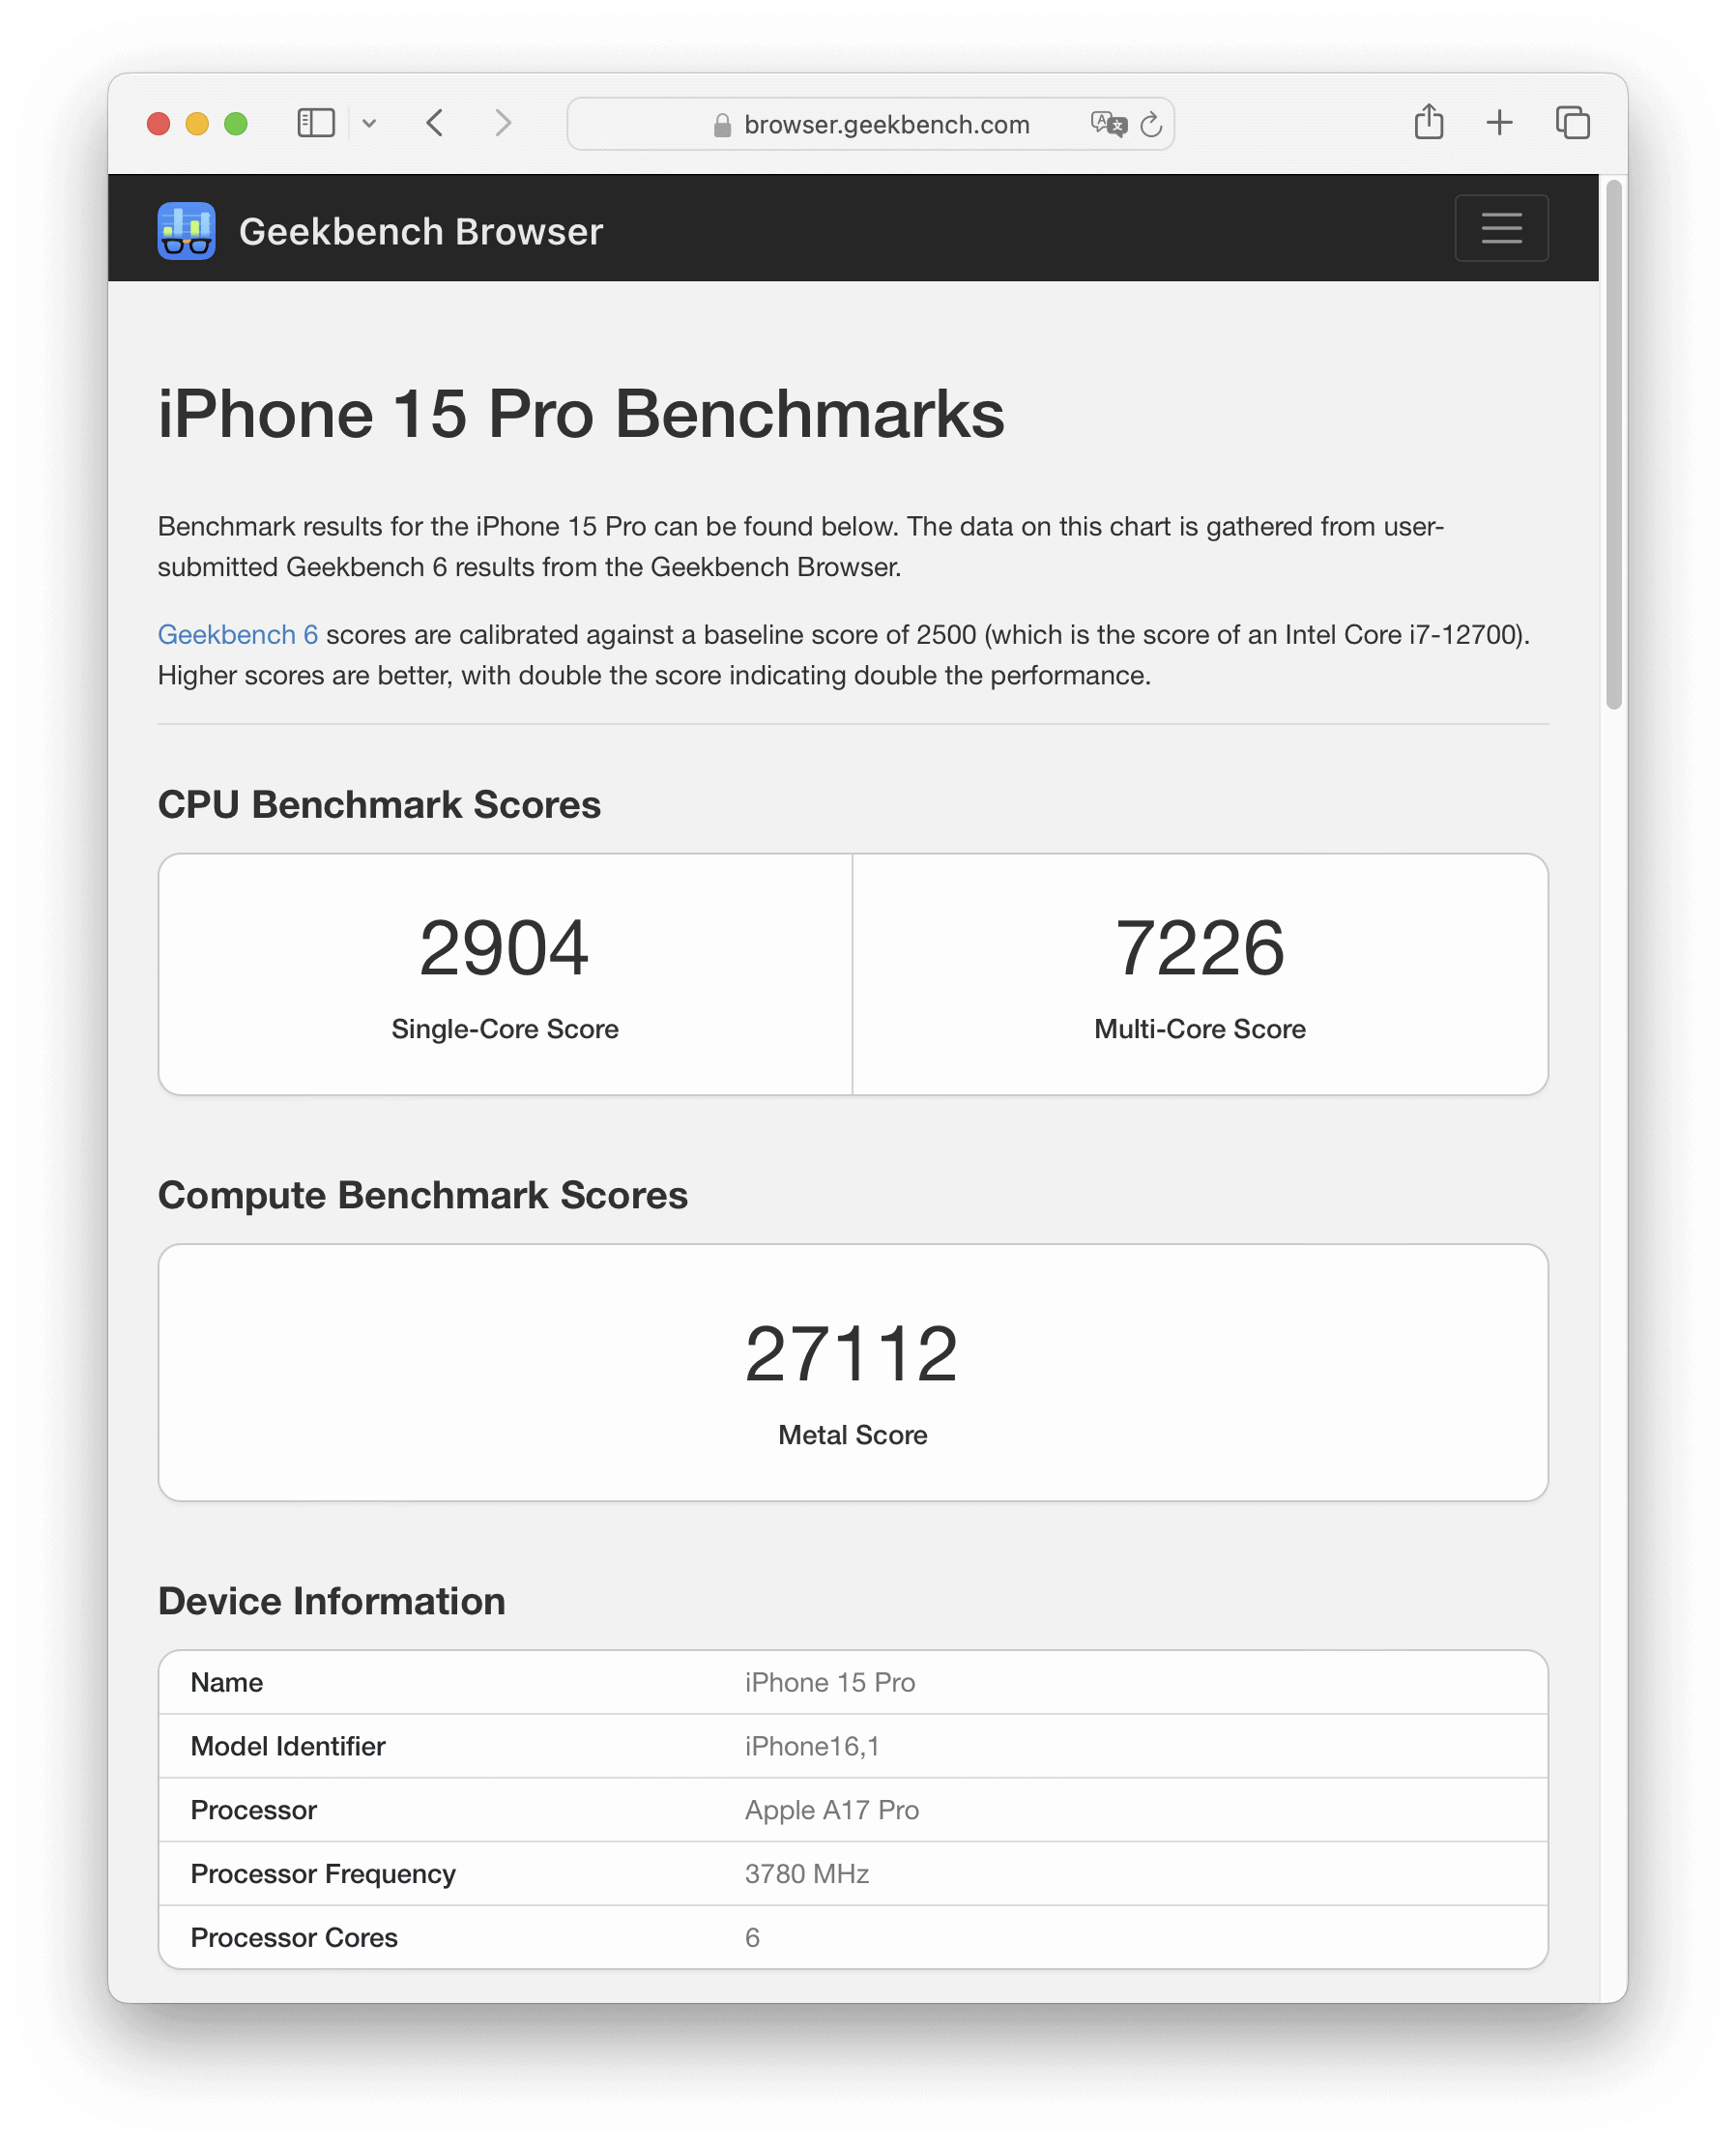 browser.geekbench.com
Geekbench Browser
iPhone 15 Pro Benchmarks
Benchmark results for the iPhone 15 Pro can be found below. The data on this chart is gathered from user-
submitted Geekbench 6 results from the Geekbench Browser.
Geekbench 6 scores are calibrated against a baseline score of 2500 (which is the score of an Intel Core i7-12700).
Higher scores are better, with double the score indicating double the performance.
CPU Benchmark Scores
2904 7226
Single-Core Score Multi-Core Score
Compute Benchmark Scores
27112
Metal Score
Device Information
Name iPhone 15 Pro
Model Identifier iPhone16,1
Processor Apple A17 Pro
Processor Frequency 3780 MHz
Processor Cores 6